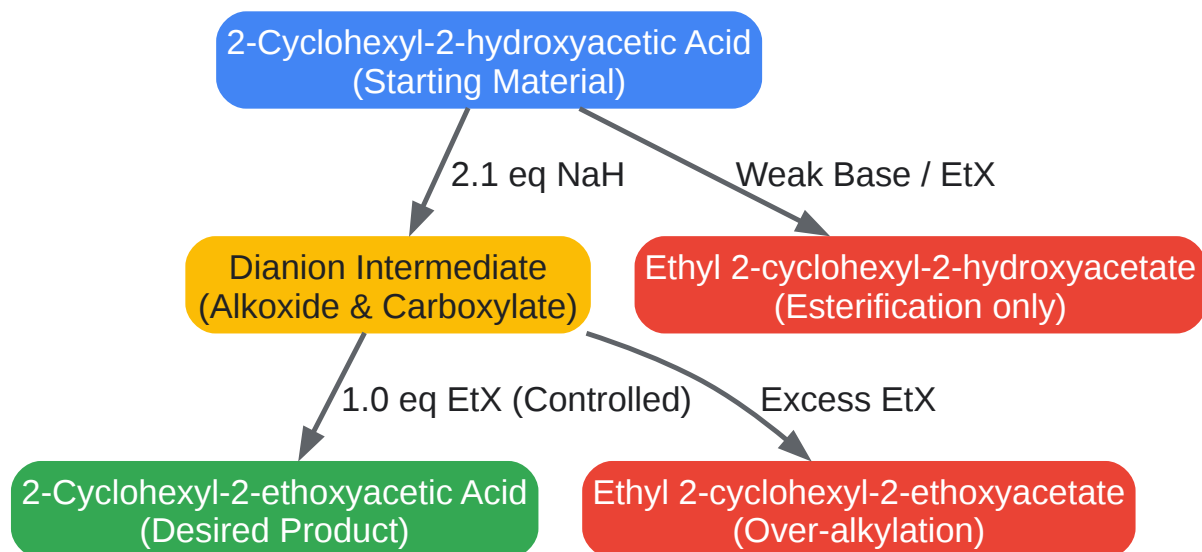 2-Cyclohexyl-2-hydroxyacetic Acid
(Starting Material)
2.1 eq NaH
Weak Base / EtX
Dianion Intermediate
(Alkoxide & Carboxylate)
Ethyl 2-cyclohexyl-2-hydroxyacetate
(Esterification only)
1.0 eq EtX (Controlled)
Excess EtX
2-Cyclohexyl-2-ethoxyacetic Acid
(Desired Product)
Ethyl 2-cyclohexyl-2-ethoxyacetate
(Over-alkylation)